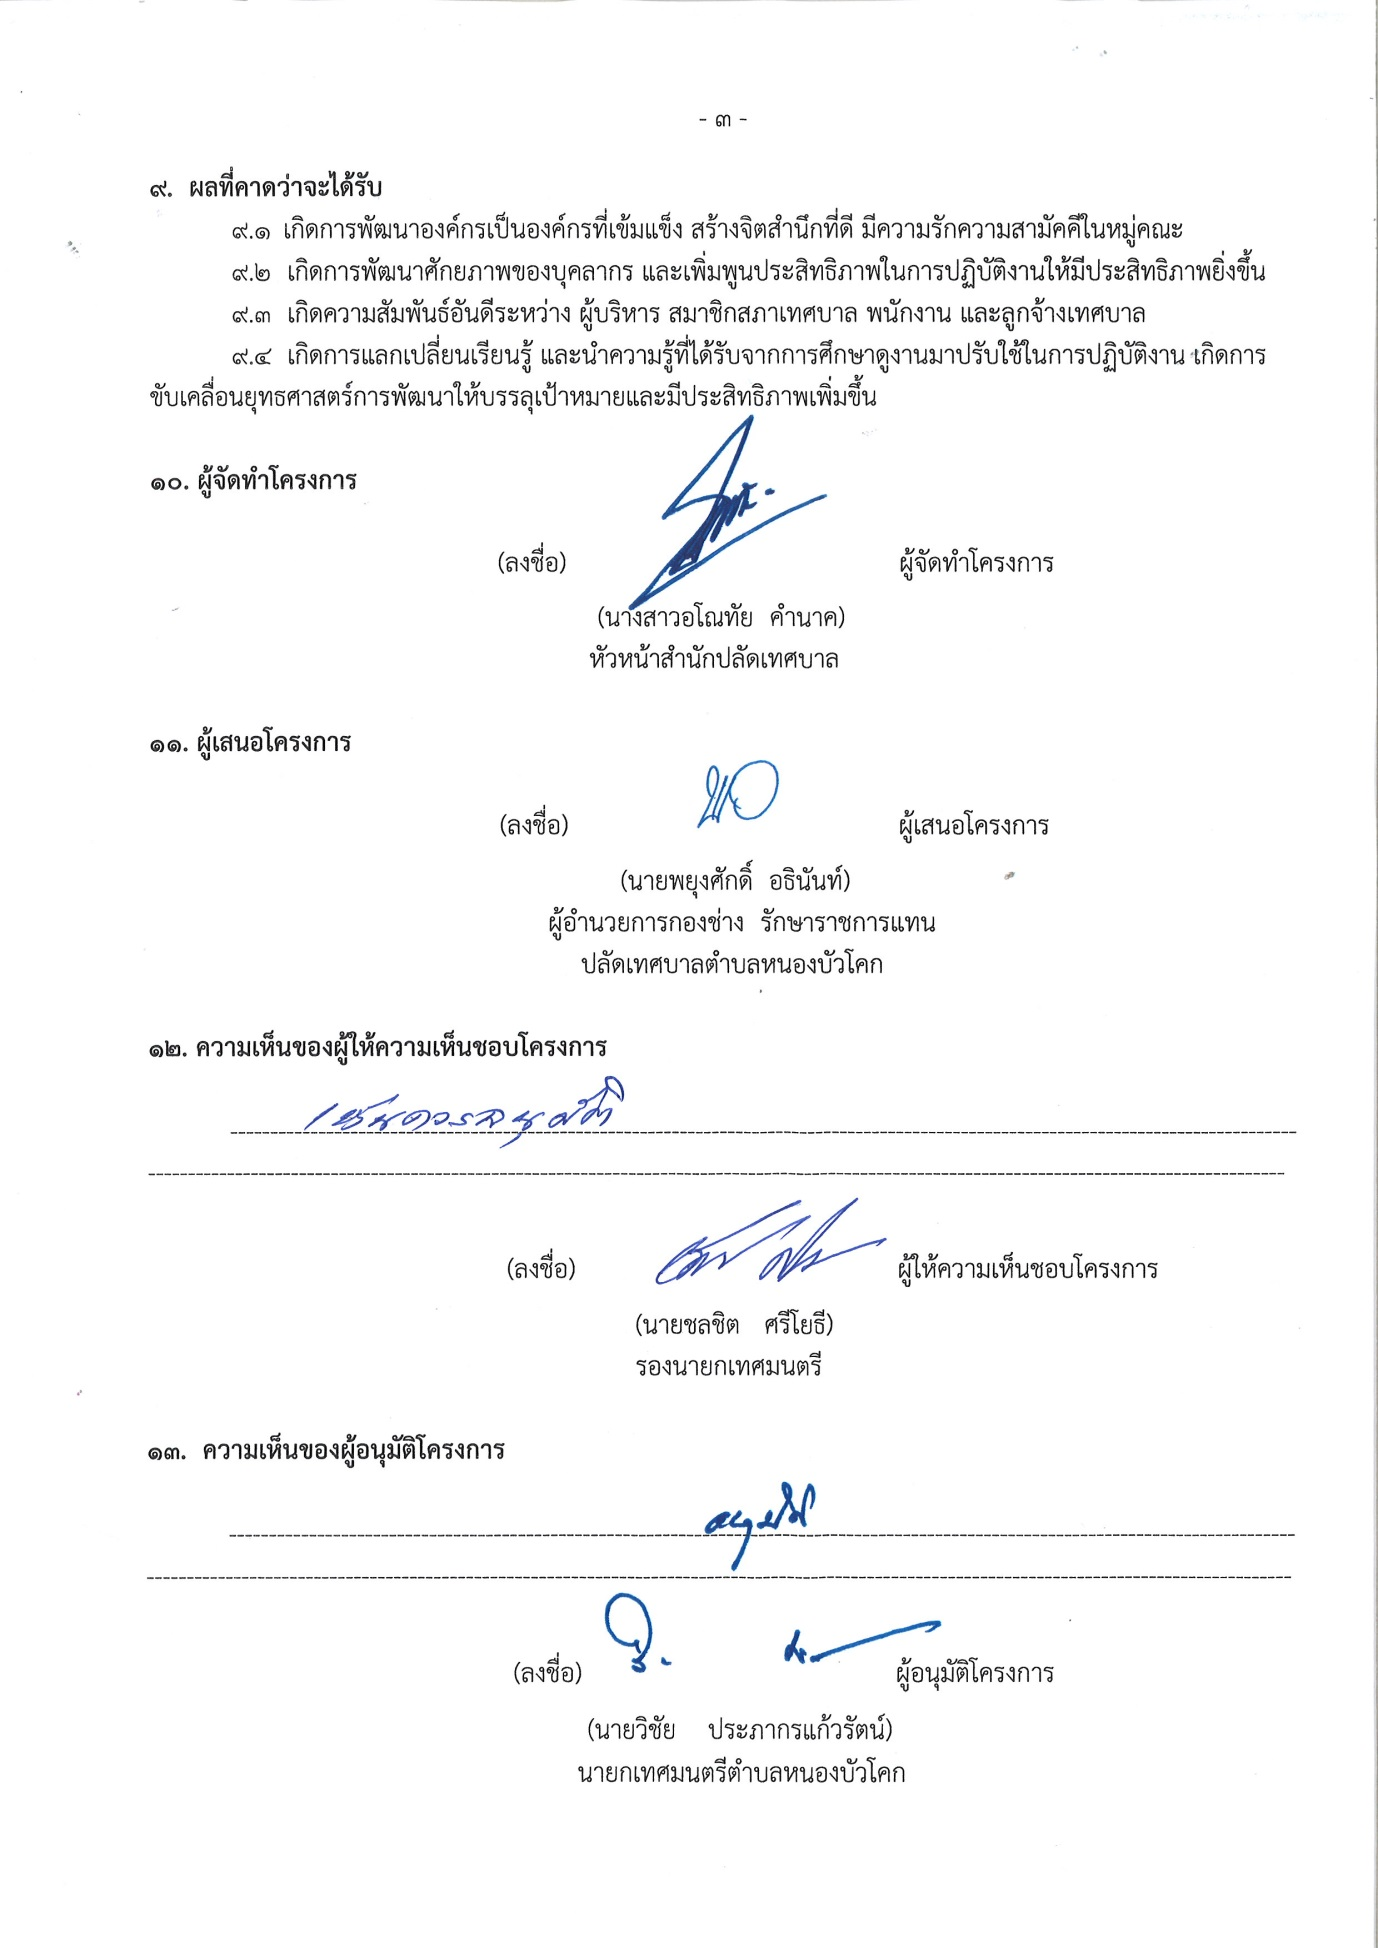 - ๓ -
๙. ผลที่คาดว่าจะได้รับ
๙.๑ เกิดการพัฒนาองค์กรเป็นองค์กรที่เข้มแข็ง สร้างจิตสำนึกที่ดี มีความรักความสามัคคีในหมู่คณะ
๙.๒ เกิดการพัฒนาศักยภาพของบุคลากร และเพิ่มพูนประสิทธิภาพในการปฏิบัติงานให้มีประสิทธิภาพยิ่งขึ้น
๙.๓ เกิดความสัมพันธ์อันดีระหว่าง ผู้บริหาร สมาชิกสภาเทศบาล พนักงาน และลูกจ้างเทศบาล
๙.๔ เกิดการแลกเปลี่ยนเรียนรู้ และนำความรู้ที่ได้รับจากการศึกษาดูงานมาปรับใช้ในการปฏิบัติงาน เกิดการ
ขับเคลื่อนยุทธศาสตร์การพัฒนาให้บรรลุเป้าหมายและมีประสิทธิภาพเพิ่มขึ้น
๑๐. ผู้จัดทำโครงการ
(ลงชื่อ) ผู้จัดทำโครงการ
(นางสาวอโณทัย คำนาค)
หัวหน้าสำนักปลัดเทศบาล
๑๑. ผู้เสนอโครงการ
(ลงชื่อ) ผู้เสนอโครงการ
(นายพยุงศักดิ์ อธินันท์)
ผู้อำนวยการกองช่าง รักษาราชการแทน
ปลัดเทศบาลตำบลหนองบัวโคก
๑๒. ความเห็นของผู้ให้ความเห็นชอบโครงการ
เห็นควรอนุมัติ
(ลงชื่อ) ผู้ให้ความเห็นชอบโครงการ
(นายชลชิต ศรีโยธี)
รองนายกเทศมนตรี
๑๓. ความเห็นของผู้อนุมัติโครงการ
อนุมัติ
(ลงชื่อ) ผู้อนุมัติโครงการ
(นายวิชัย ประภากรแก้วรัตน์)
นายกเทศมนตรีตำบลหนองบัวโคก